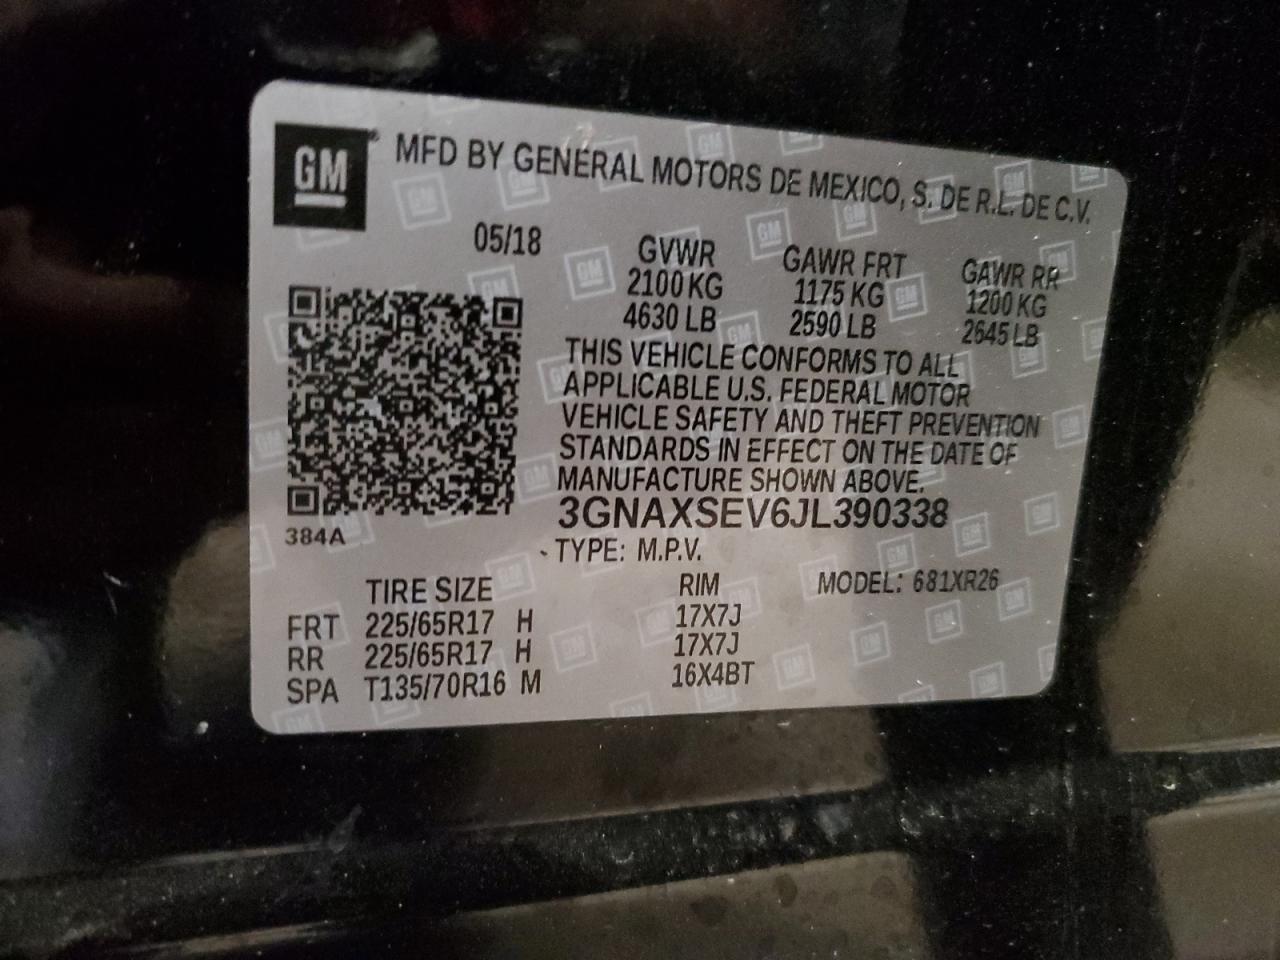 GM MFD BY GENERAL MOTORS DE MEXICO, S. DE R.L. DE C.V.
05/18 GVWR GAWR FRT GAWR RR
2100 KG 1175 KG 1200 KG
4630 LB 2590 LB 2645 LB
THIS VEHICLE CONFORMS TO ALL
APPLICABLE U.S. FEDERAL MOTOR
VEHICLE SAFETY AND THEFT PREVENTION
STANDARDS IN EFFECT ON THE DATE OF
MANUFACTURE SHOWN ABOVE.
3GNAXSEV6JL390338
384A
TYPE: M.P.V.
TIRE SIZE RIM MODEL: 681XR26
FRT 225/65R17 H 17X7J
RR 225/65R17 H 17X7J
SPA T135/70R16 M 16X4BT